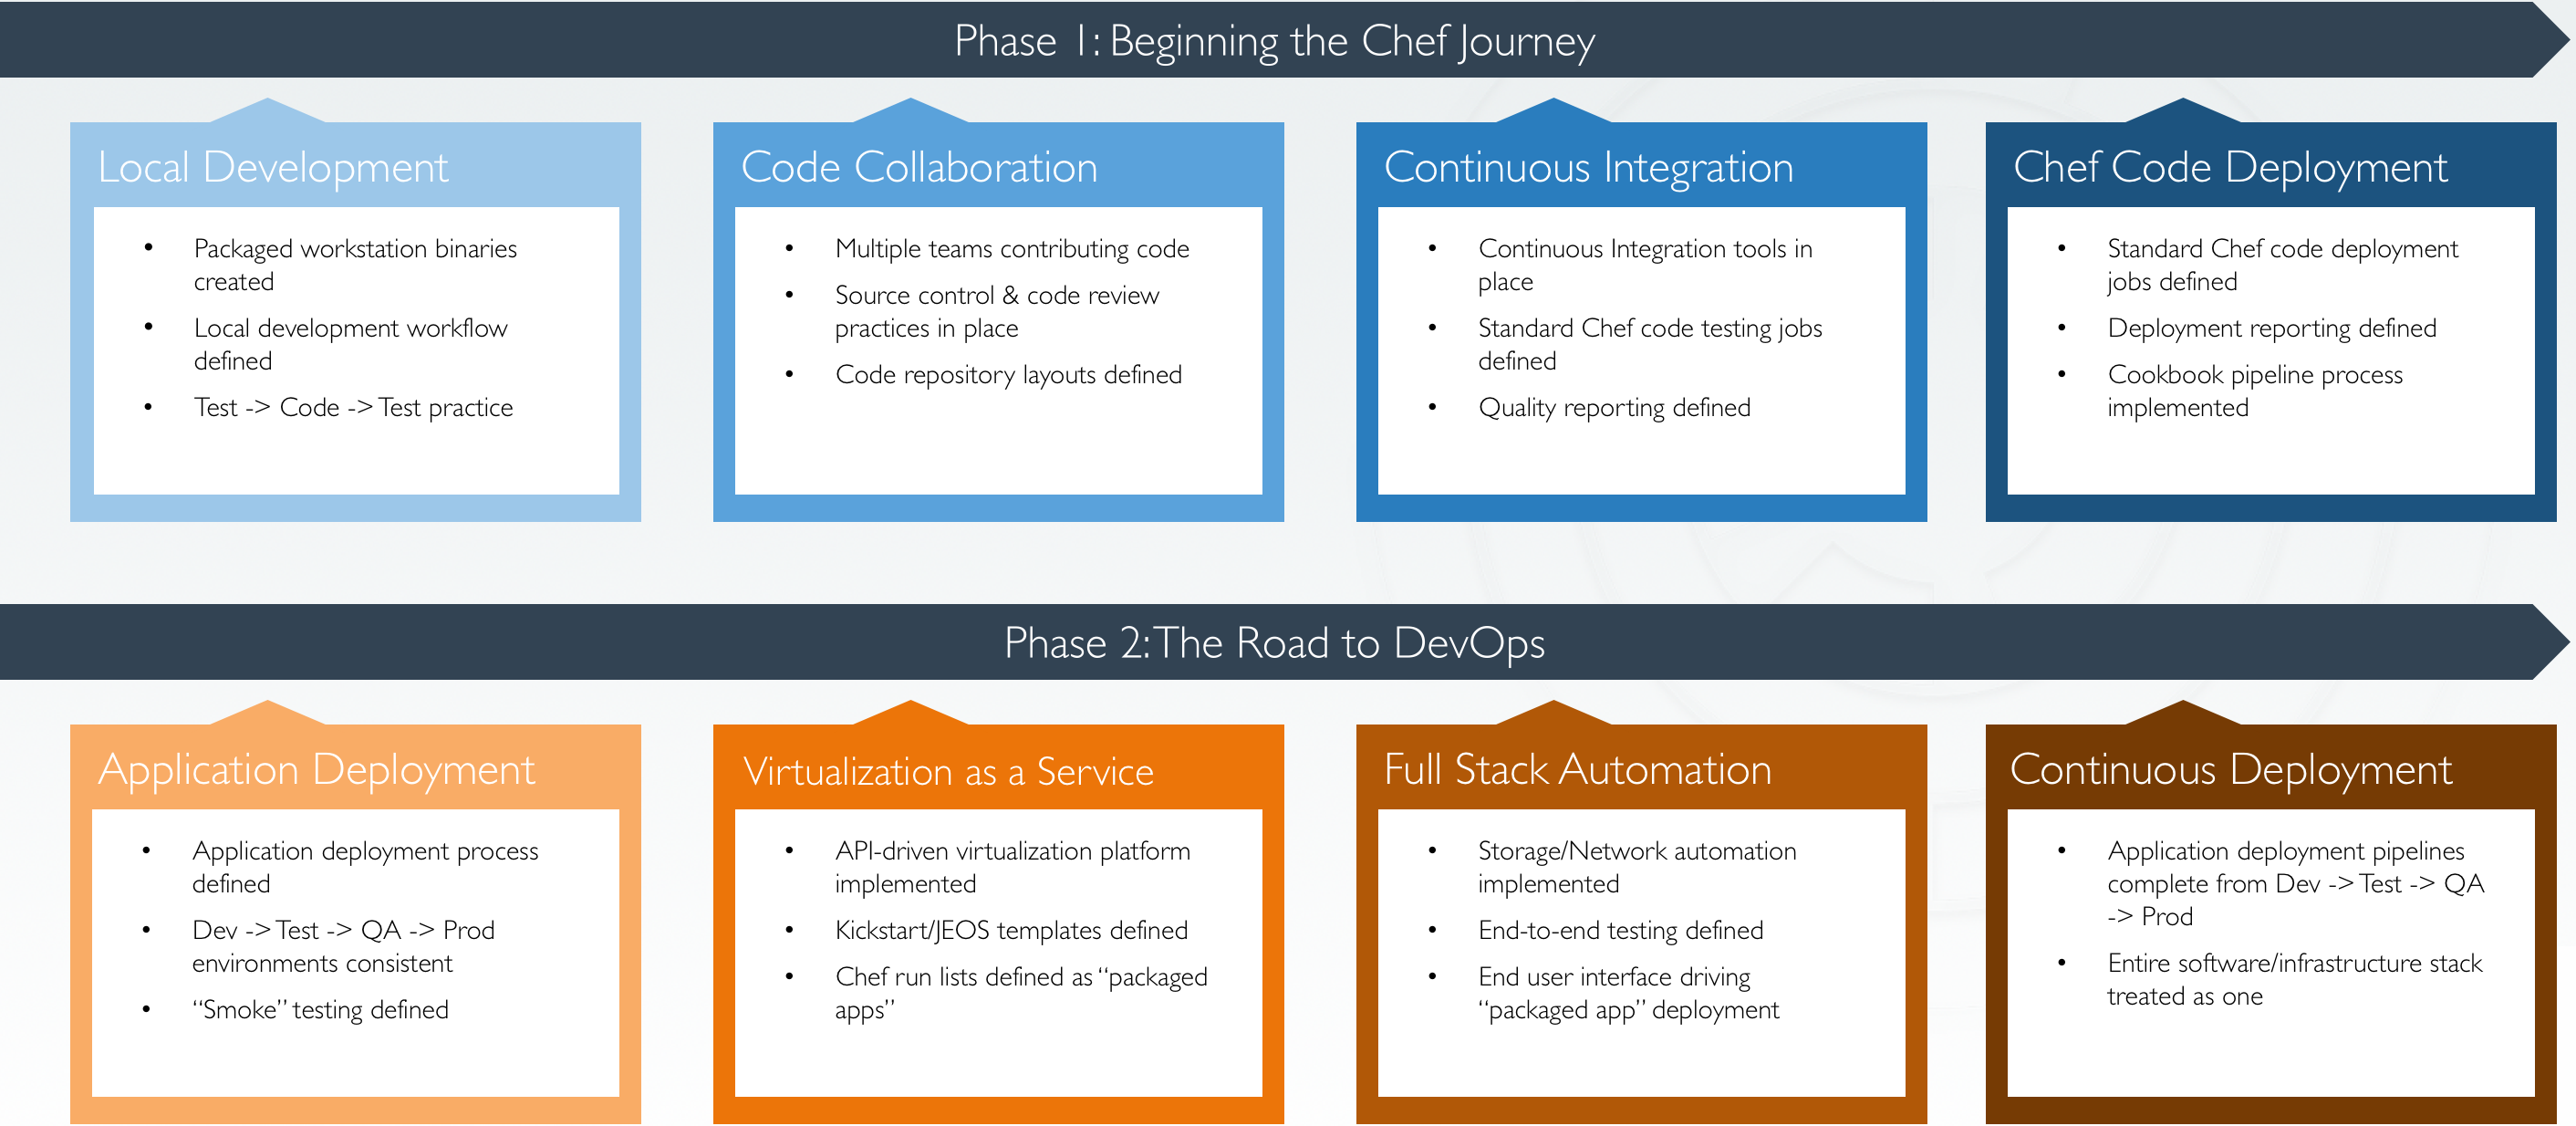 Phase 1: Beginning the Chef Journey
Local Development
• Packaged workstation binaries
created
• Local development workflow
defined
• Test -> Code -> Test practice
Code Collaboration
• Multiple teams contributing code
• Source control & code review
practices in place
• Code repository layouts defined
Continuous Integration
• Continuous Integration tools in
place
• Standard Chef code testing jobs
defined
• Quality reporting defined
Chef Code Deployment
• Standard Chef code deployment
jobs defined
• Deployment reporting defined
• Cookbook pipeline process
implemented
Phase 2: The Road to DevOps
Application Deployment
• Application deployment process
defined
• Dev -> Test -> QA -> Prod
environments consistent
• “Smoke” testing defined
Virtualization as a Service
• API-driven virtualization platform
implemented
• Kickstart/JEOS templates defined
• Chef run lists defined as “packaged
apps”
Full Stack Automation
• Storage/Network automation
implemented
• End-to-end testing defined
• End user interface driving
“packaged app” deployment
Continuous Deployment
• Application deployment pipelines
complete from Dev -> Test -> QA
-> Prod
• Entire software/infrastructure stack
treated as one